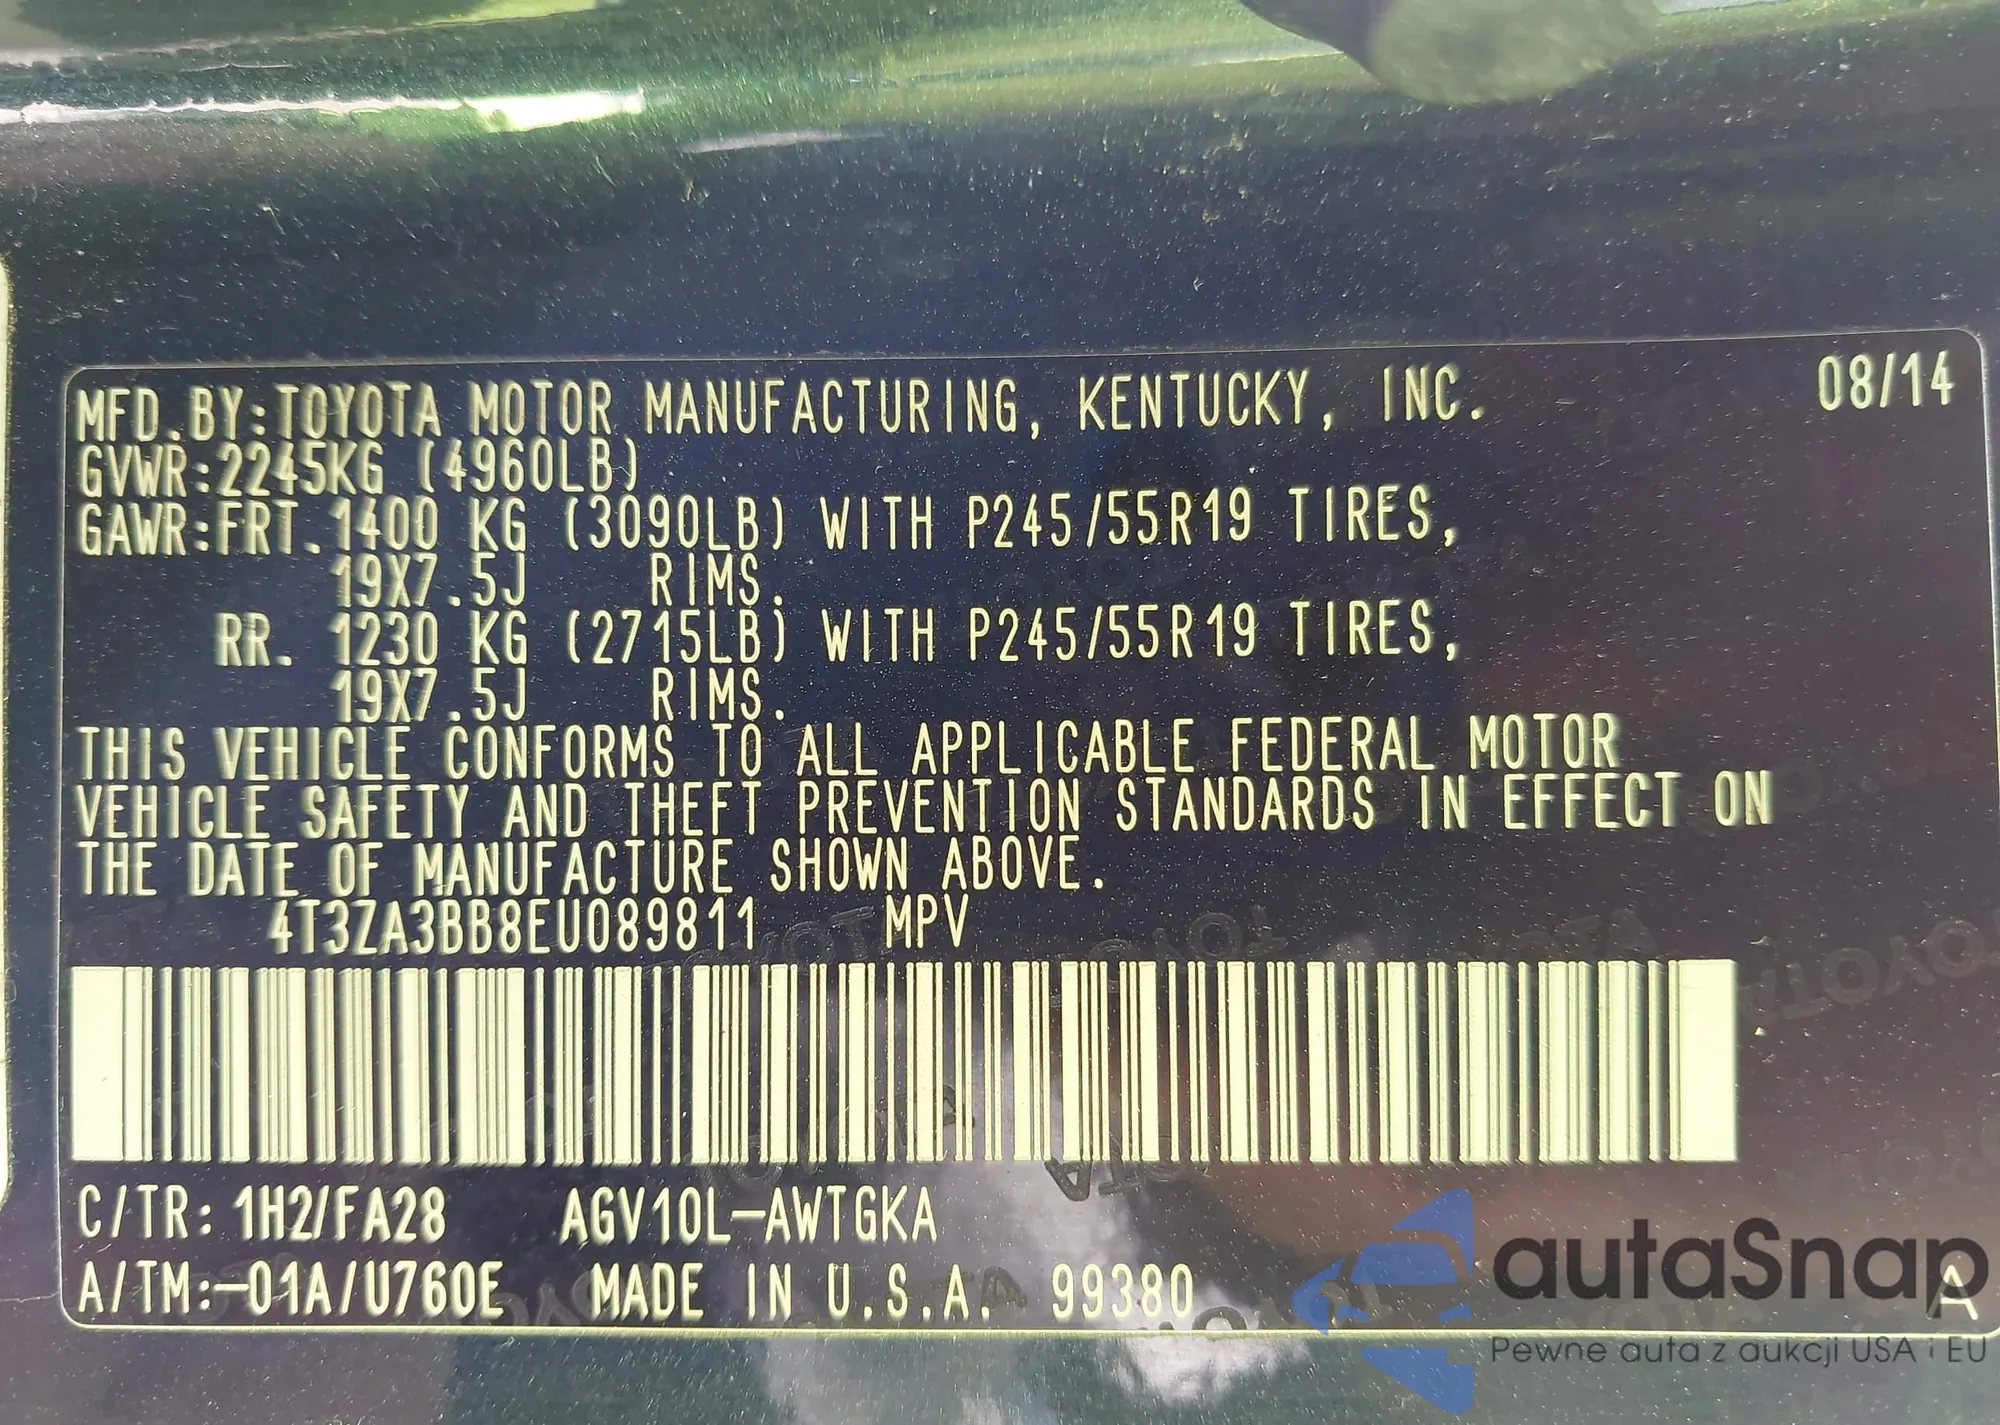 MFD.BY:TOYOTA MOTOR MANUFACTURING, KENTUCKY, INC. 08/14
GVWR:2245KG (4960LB)
GAWR:FRT.1400 KG (3090LB) WITH P245/55R19 TIRES,
19X7.5J RIMS.
RR. 1230 KG (2715LB) WITH P245/55R19 TIRES,
19X7.5J RIMS.
THIS VEHICLE CONFORMS TO ALL APPLICABLE FEDERAL MOTOR
VEHICLE SAFETY AND THEFT PREVENTION STANDARDS IN EFFECT ON
THE DATE OF MANUFACTURE SHOWN ABOVE.
4T3ZA3BB8EU089811 MPV
C/TR: 1H2/FA28 AGV10L-AWTGKA
A/TM:-01A/U760E MADE IN U.S.A. 99380 A
autaSnap
Pewne auta z aukcji USA i EU
TOYOTA
TOYOTA
TOYOTA
TOYOTA